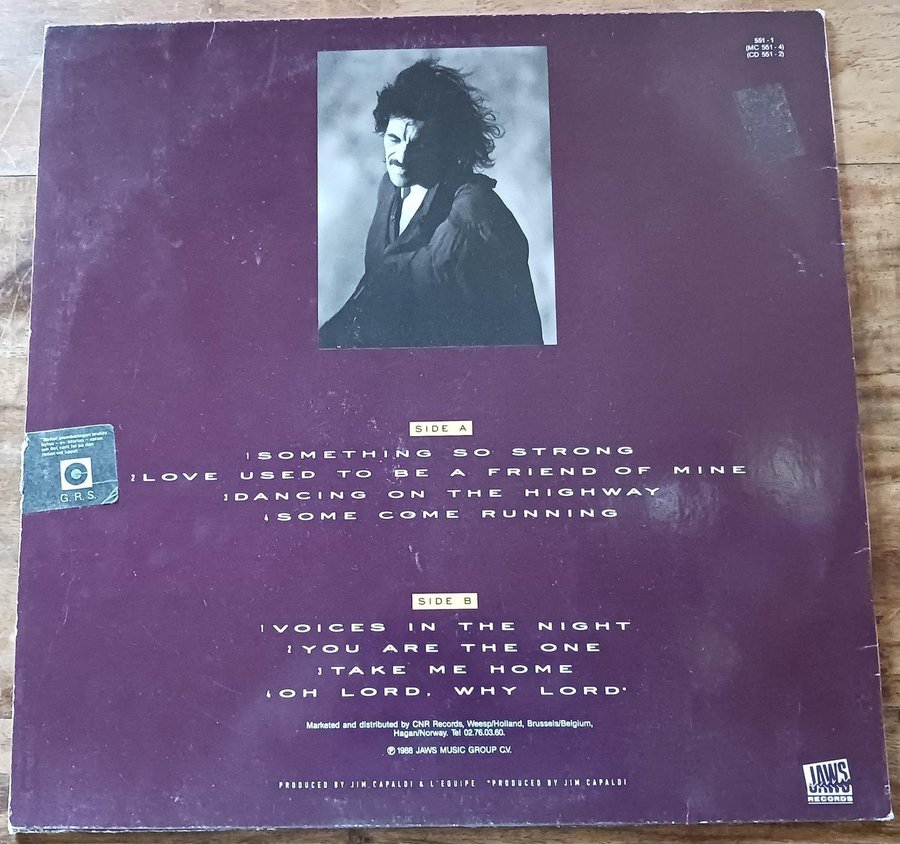 561 - 1
(MC 561 - 4)
(CD 561 - 2)
SIDE A
1 SOMETHING SO STRONG
2 LOVE USED TO BE A FRIEND OF MINE
3 DANCING ON THE HIGHWAY
4 SOME COME RUNNING
G.R.S.
SIDE B
1 VOICES IN THE NIGHT
2 YOU ARE THE ONE
3 TAKE ME HOME
4 OH LORD, WHY LORD*
Marketed and distributed by CNR Records, Weesp/Holland, Brussels/Belgium,
Hagan/Norway. Tel 02.76.03.60.
℗ 1988 JAWS MUSIC GROUP C.V.
PRODUCED BY JIM CAPALDI & L'EQUIPE *PRODUCED BY JIM CAPALDI
JAWS
RECORDS